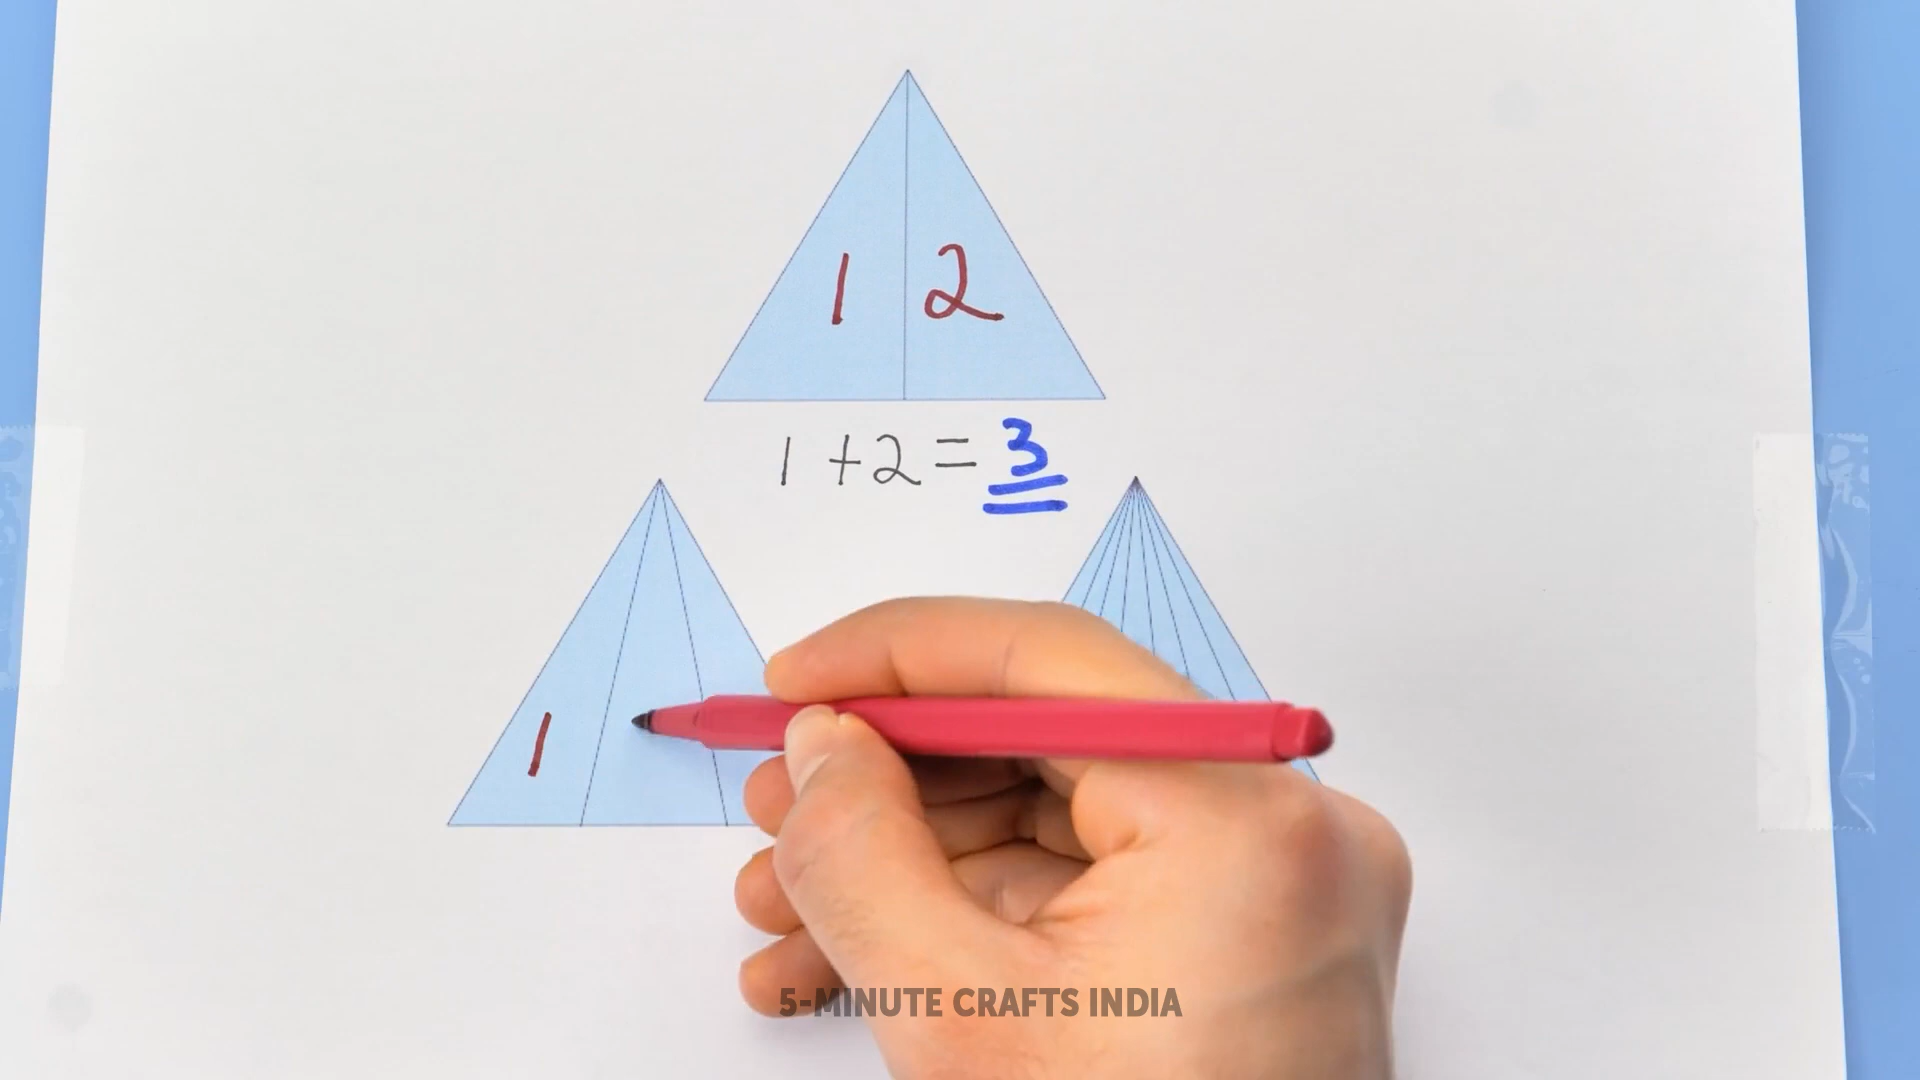 1 2
1 + 2 = 3
1
5-MINUTE CRAFTS INDIA